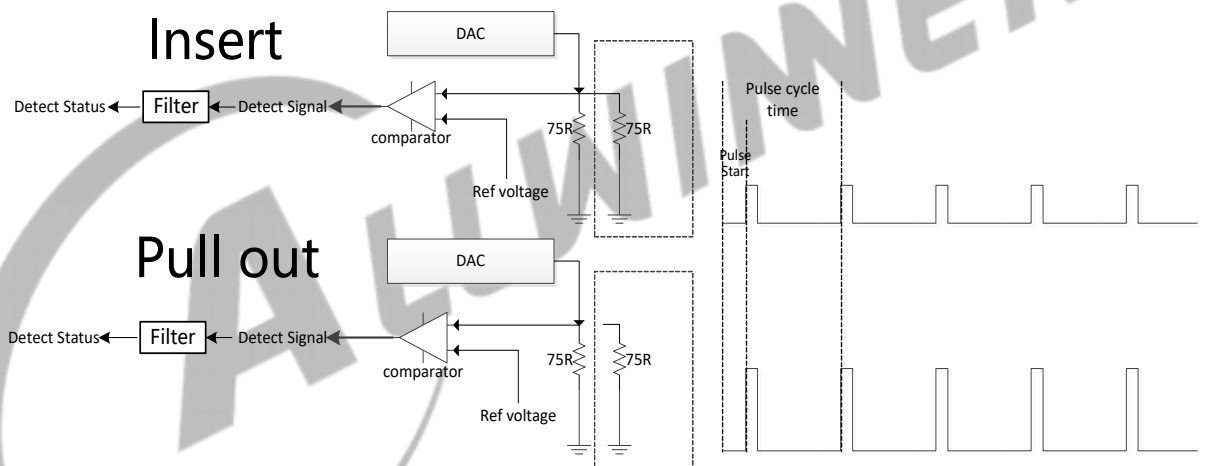 Insert
DAC
Detect Status
Filter
Detect Signal
comparator
75R
75R
Ref voltage
Pulse cycle
time
Pulse
Start
Pull out
DAC
Detect Status
Filter
Detect Signal
comparator
75R
75R
Ref voltage
ALLWINNER